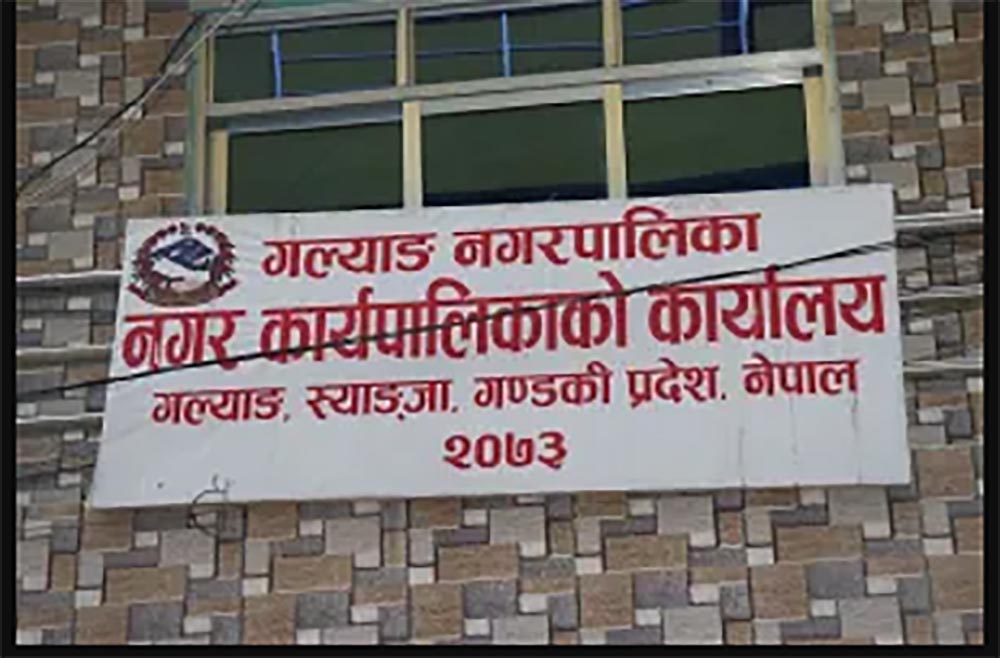 गल्याङ नगरपालिका
नगर कार्यपालिकाको कार्यालय
गल्याङ, स्याङ्जा, गण्डकी प्रदेश, नेपाल
२०७३